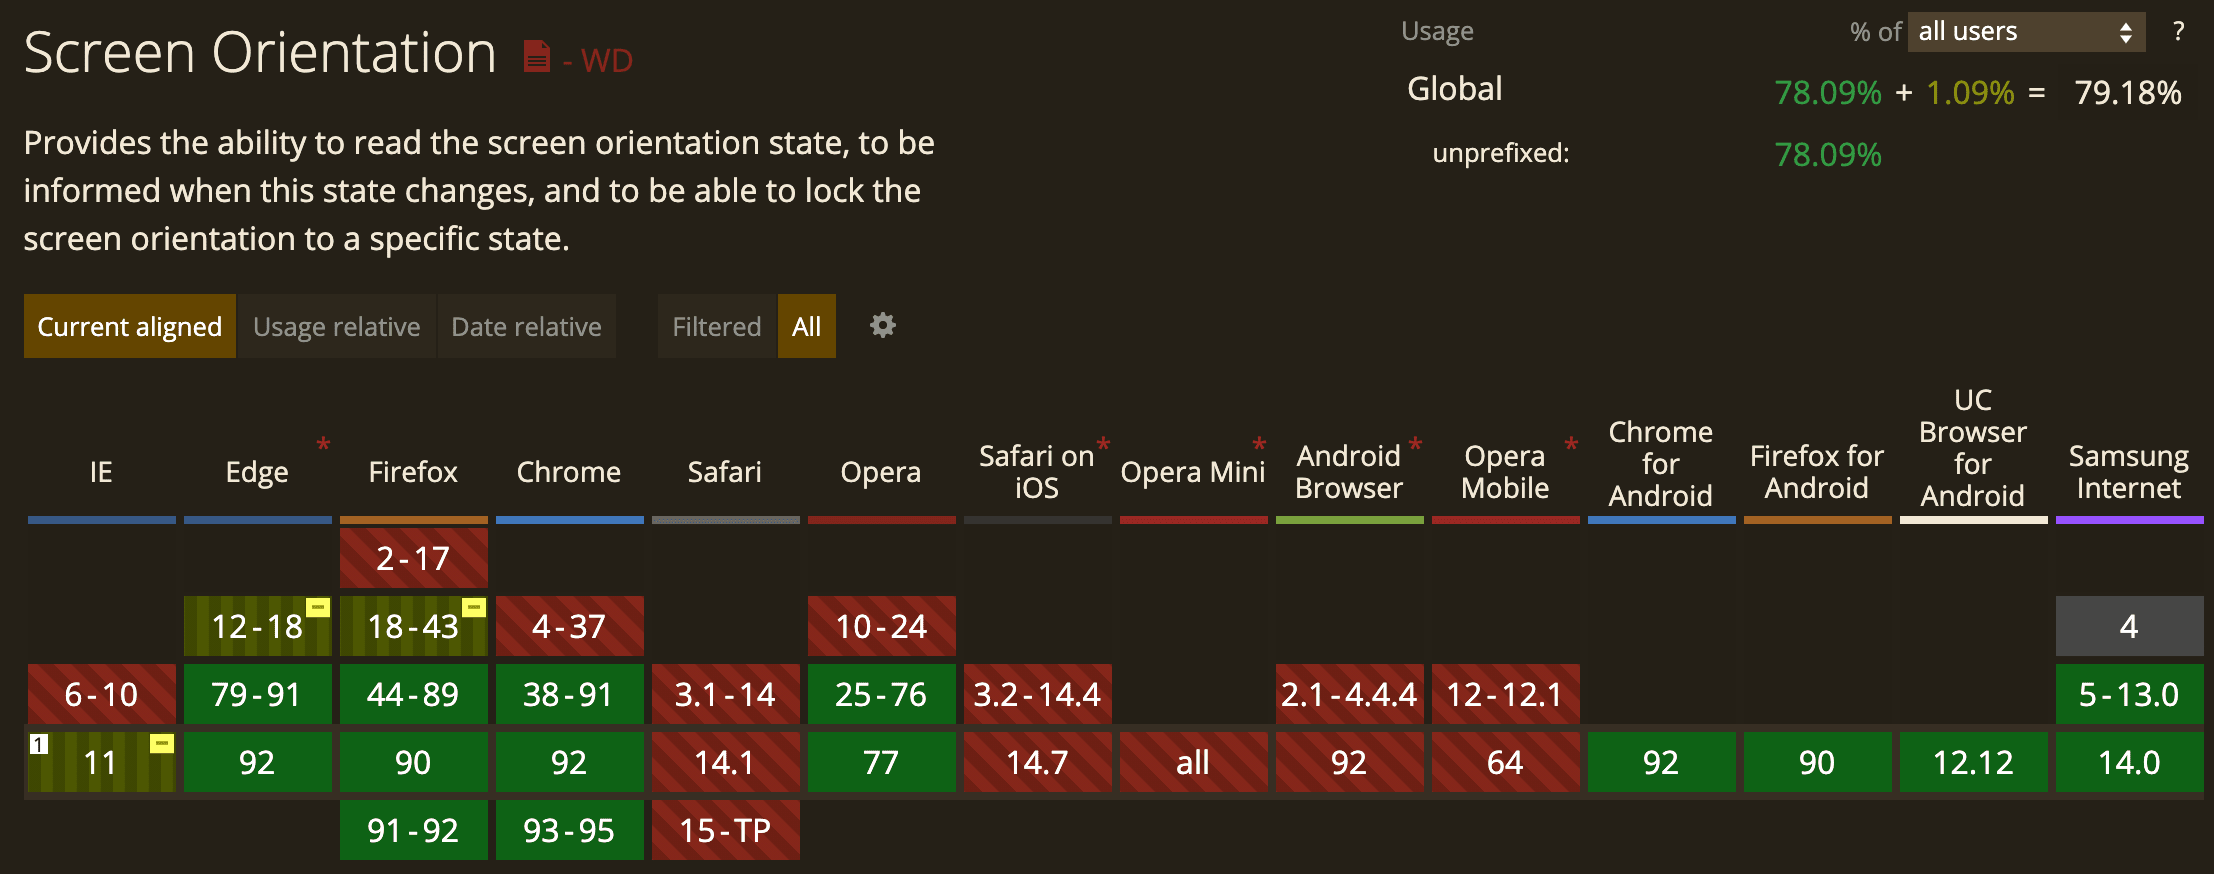 Screen Orientation - WD
Usage % of all users ?
Global 78.09% + 1.09% = 79.18%
unprefixed: 78.09%
Provides the ability to read the screen orientation state, to be
informed when this state changes, and to be able to lock the
screen orientation to a specific state.
Current aligned Usage relative Date relative Filtered All
IE
Edge *
Firefox
Chrome
Safari
Opera
Safari on *
iOS
Opera Mini *
Android *
Browser
Opera *
Mobile
Chrome
for
Android
Firefox for
Android
UC
Browser
for
Android
Samsung
Internet
2-17
12-18 - 18-43 - 4-37 10-24 4
6-10 79-91 44-89 38-91 3.1-14 25-76 3.2-14.4 2.1-4.4.4 12-12.1 5-13.0
1 11 - 92 90 92 14.1 77 14.7 all 92 64 92 90 12.12 14.0
91-92 93-95 15-TP